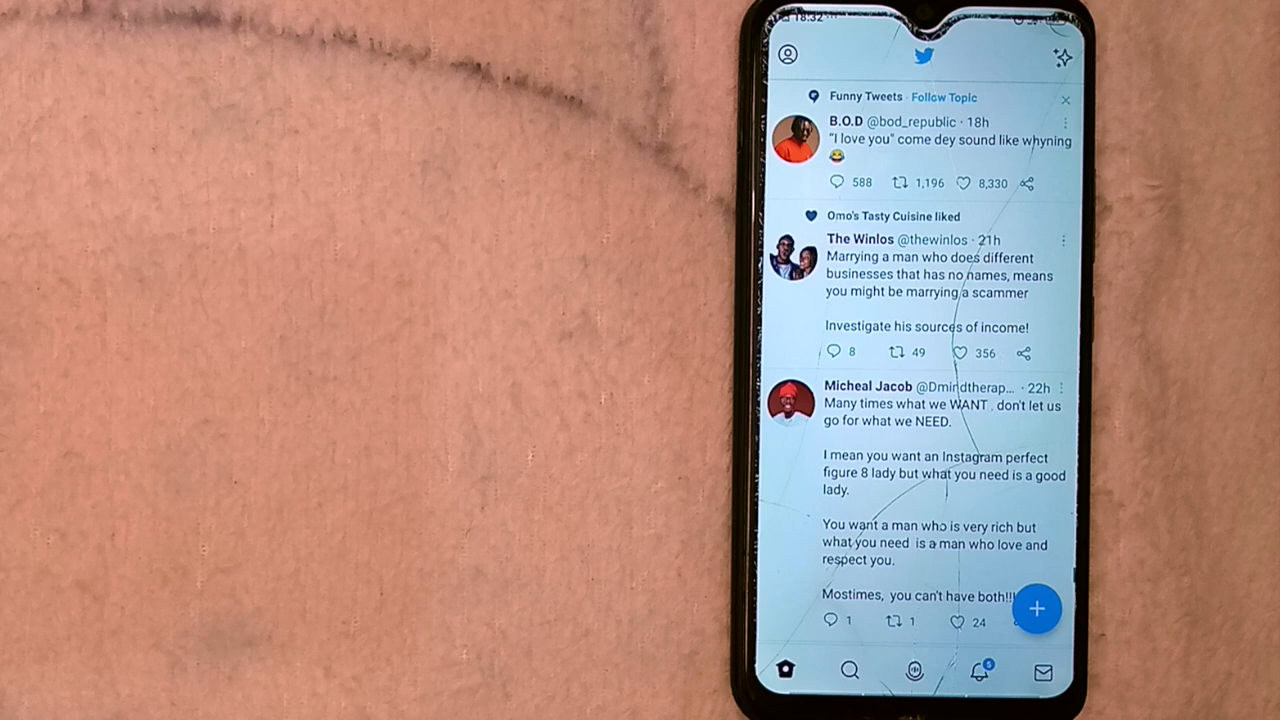 18:32
Funny Tweets · Follow Topic
B.O.D @bod_republic · 18h
"I love you" come dey sound like whyning
😂
588 1,196 8,330
Omo's Tasty Cuisine liked
The Winlos @thewinlos · 21h
Marrying a man who does different
businesses that has no names, means
you might be marrying a scammer
Investigate his sources of income!
8 49 356
Micheal Jacob @Dmindtherap... · 22h
Many times what we WANT , don't let us
go for what we NEED.
I mean you want an Instagram perfect
figure 8 lady but what you need is a good
lady.
You want a man who is very rich but
what you need is a man who love and
respect you.
Mostimes, you can't have both!!!
1 1 24
5